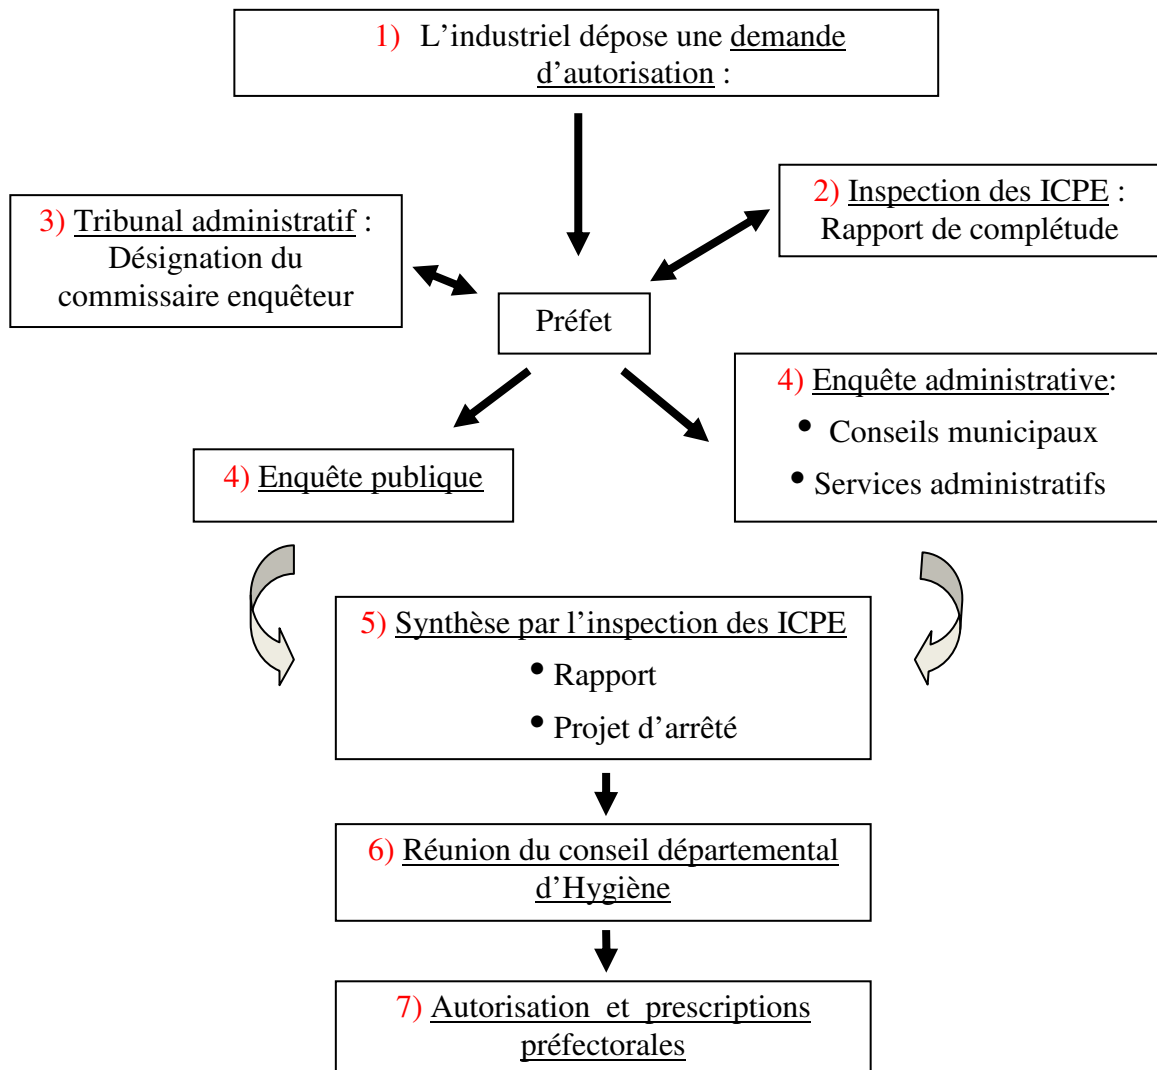 1) L’industriel dépose une demande
d’autorisation :
2) Inspection des ICPE :
Rapport de complétude
3) Tribunal administratif :
Désignation du
commissaire enquêteur
Préfet
4) Enquête administrative:
• Conseils municipaux
• Services administratifs
4) Enquête publique
5) Synthèse par l’inspection des ICPE
• Rapport
• Projet d’arrêté
6) Réunion du conseil départemental
d’Hygiène
7) Autorisation et prescriptions
préfectorales